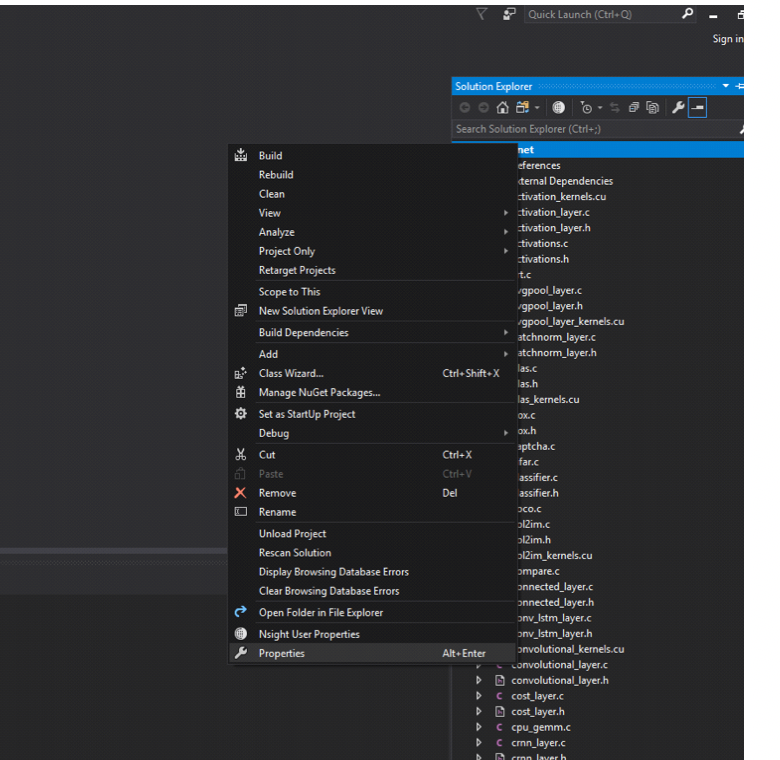 Quick Launch (Ctrl+Q)
Sign in
Solution Explorer
Search Solution Explorer (Ctrl+;)
Build
Rebuild
Clean
View
Analyze
Project Only
Retarget Projects
Scope to This
New Solution Explorer View
Build Dependencies
Add
Class Wizard... Ctrl+Shift+X
Manage NuGet Packages...
Set as StartUp Project
Debug
Cut Ctrl+X
Paste Ctrl+V
Remove Del
Rename
Unload Project
Rescan Solution
Display Browsing Database Errors
Clear Browsing Database Errors
Open Folder in File Explorer
Nsight User Properties
Properties Alt+Enter
net
eferences
xternal Dependencies
ctivation_kernels.cu
ctivation_layer.c
ctivation_layer.h
ctivations.c
ctivations.h
rt.c
vgpool_layer.c
vgpool_layer.h
vgpool_layer_kernels.cu
atchnorm_layer.c
atchnorm_layer.h
las.c
las.h
las_kernels.cu
ox.c
ox.h
aptcha.c
ifar.c
lassifier.c
lassifier.h
oco.c
ol2im.c
ol2im.h
ol2im_kernels.cu
ompare.c
onnected_layer.c
onnected_layer.h
onv_lstm_layer.c
onv_lstm_layer.h
onvolutional_kernels.cu
convolutional_layer.c
convolutional_layer.h
cost_layer.c
cost_layer.h
cpu_gemm.c
crnn_layer.c
crnn_layer.h